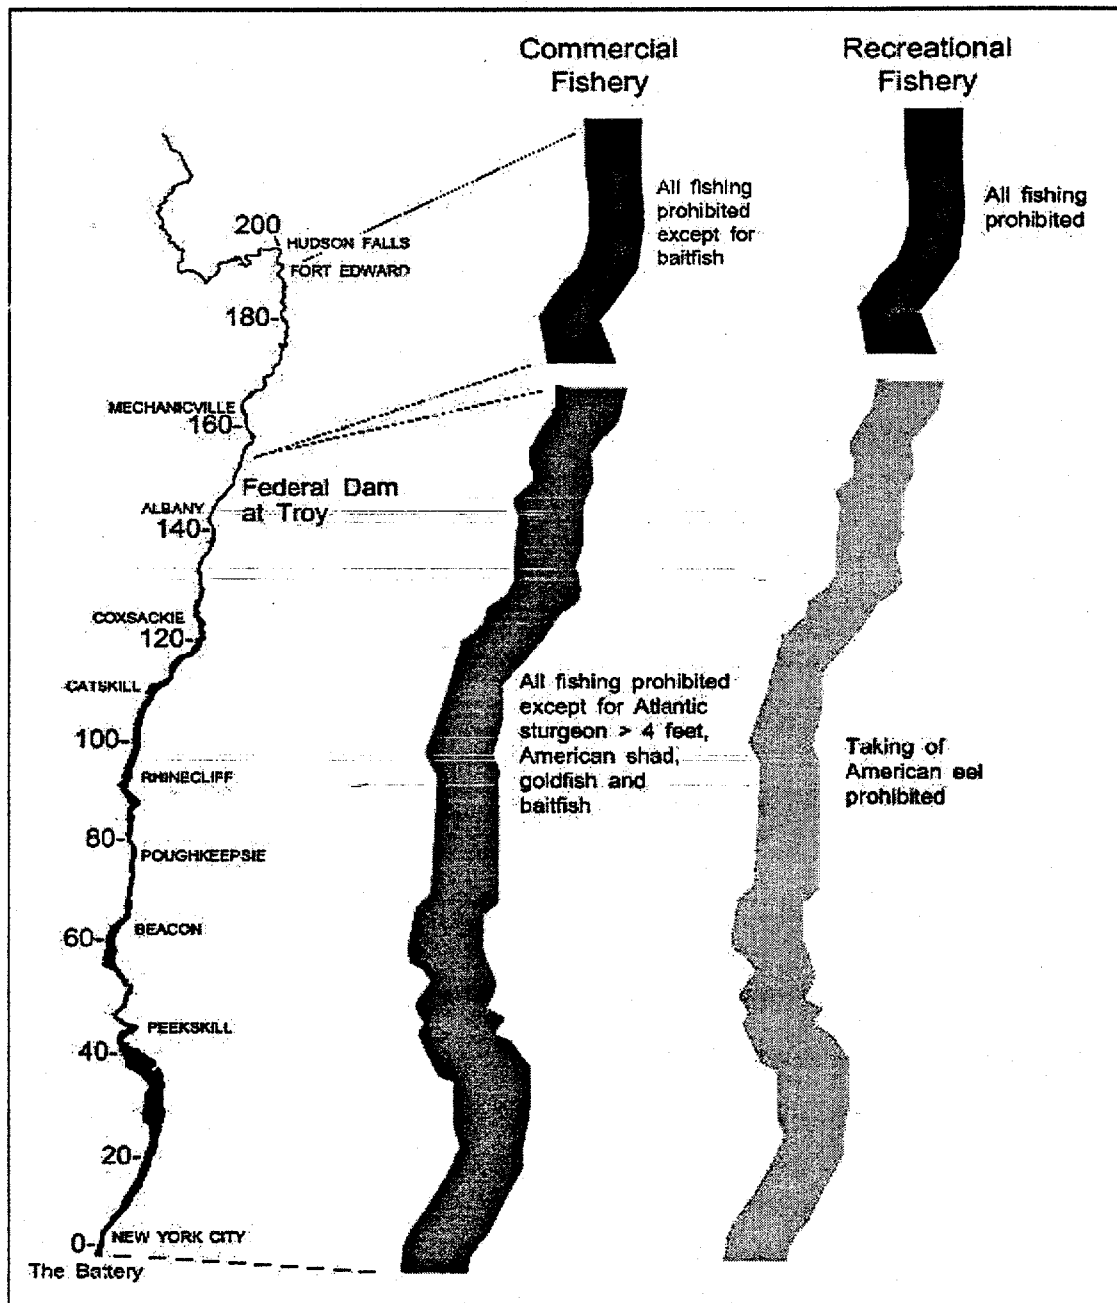 Commercial
Fishery
Recreational
Fishery
All fishing
prohibited
except for
baitfish
All fishing
prohibited
200
HUDSON FALLS
FORT EDWARD
180-
MECHANICVILLE
160-
Federal Dam
at Troy
ALBANY
140-
COXSACKIE
120-
CATSKILL
All fishing prohibited
except for Atlantic
sturgeon > 4 feet,
American shad,
goldfish and
baitfish
Taking of
American eel
prohibited
100-
RHINECLIFF
80-
POUGHKEEPSIE
BEACON
60-
PEEKSKILL
40-
20-
0-
NEW YORK CITY
The Battery